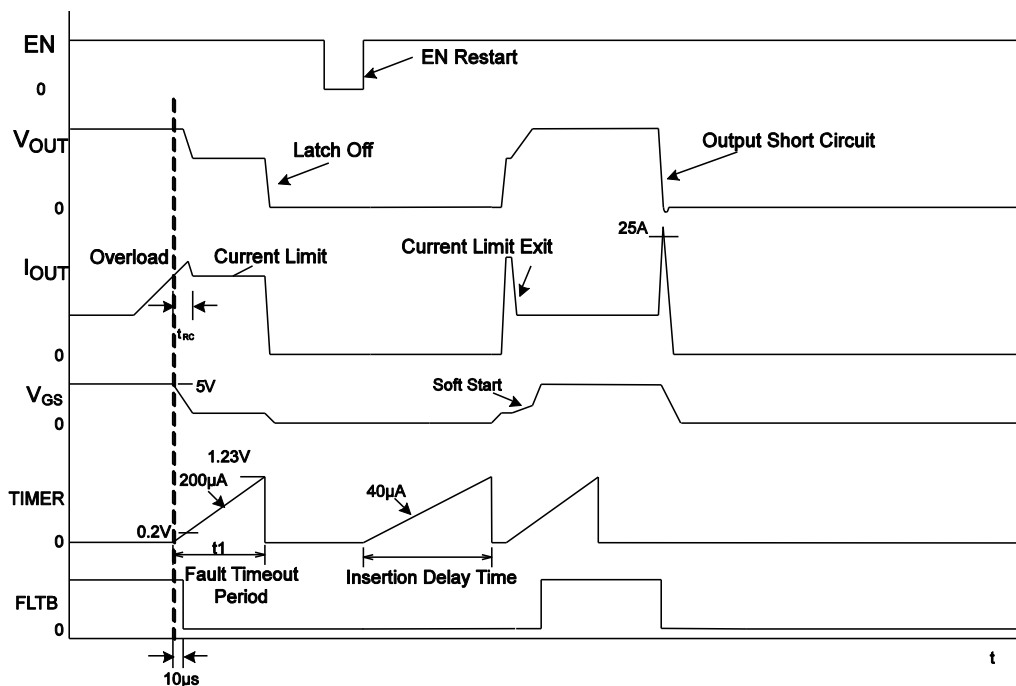 EN
EN Restart
0
VOUT
Latch Off
Output Short Circuit
0
25A
Overload
Current Limit
Current Limit Exit
IOUT
tRC
0
5V
Soft Start
VGS
0
1.23V
200µA
40µA
TIMER
0.2V
0
t1
Fault Timeout
Period
Insertion Delay Time
FLTB
0
t
10µs